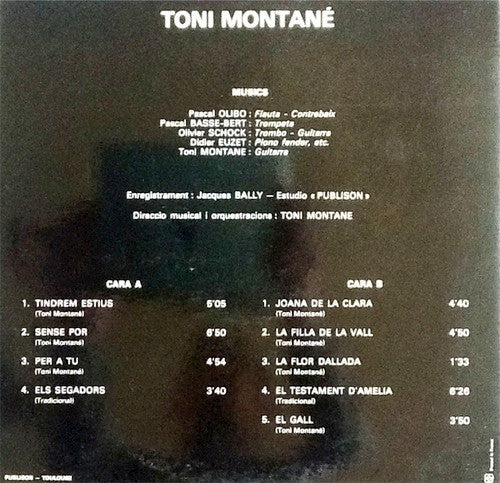 TONI MONTANÉ
MUSICS
Pascal OLIBO : Flauta - Contrebaix
Pascal BASSE-BERT : Trompeta
Olivier SCHOCK : Trombo - Guitarra
Didier EUZET : Piano fender, etc.
Toni MONTANE : Guitarra
Enregistrament : Jacques BALLY – Estudio « PUBLISON »
Direccio musical i orquestracions : TONI MONTANE
CARA A
1. TINDREM ESTIUS 5'05
(Toni Montané)
2. SENSE POR 6'50
(Toni Montané)
3. PER A TU 4'54
(Toni Montané)
4. ELS SEGADORS 3'40
(Tradicional)
CARA B
1. JOANA DE LA CLARA 4'40
(Toni Montané)
2. LA FILLA DE LA VALL 4'50
(Toni Montané)
3. LA FLOR DALLADA 1'33
(Toni Montané)
4. EL TESTAMENT D'AMELIA 6'26
(Tradicional)
5. EL GALL 3'50
(Toni Montané)
PUBLISON - TOULOUSE